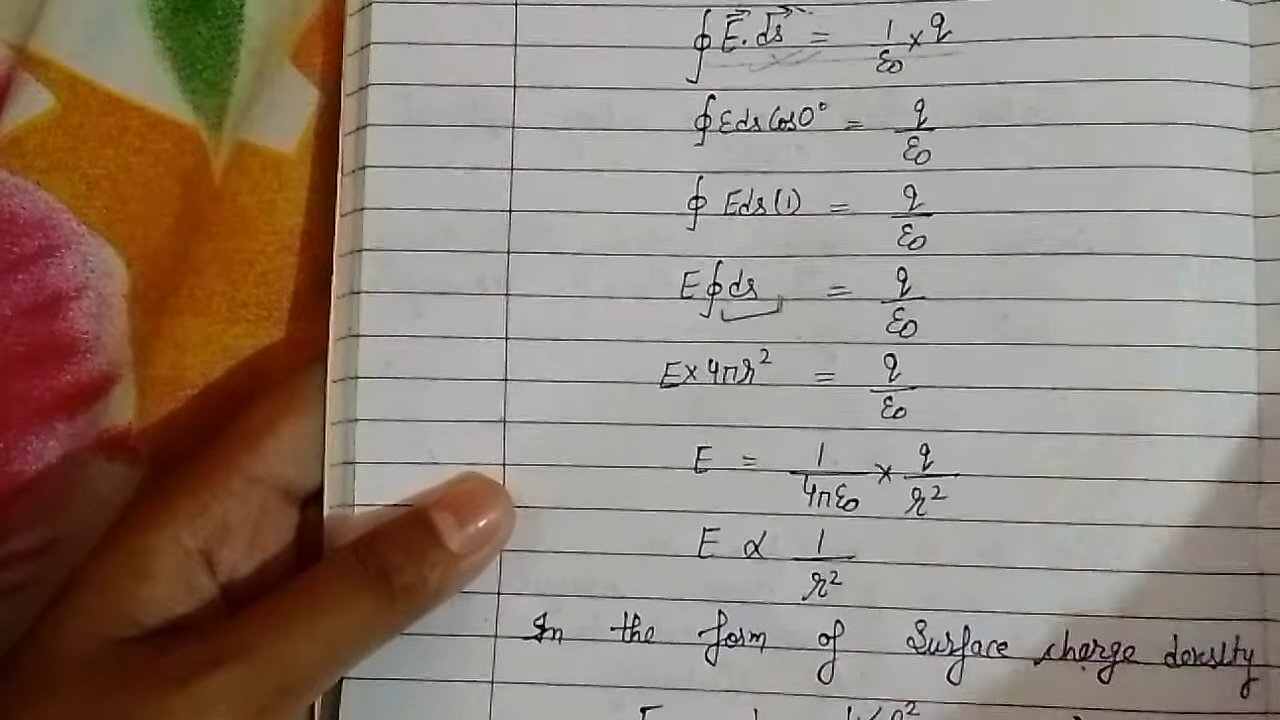 ∮ E⃗.ds⃗ = 1/ε₀ × q
∮ Eds Cos0° = q/ε₀
∮ Eds(1) = q/ε₀
E∮ds = q/ε₀
E×4πr² = q/ε₀
E = 1/4πε₀ × q/r²
E ∝ 1/r²
In the form of Surface charge density